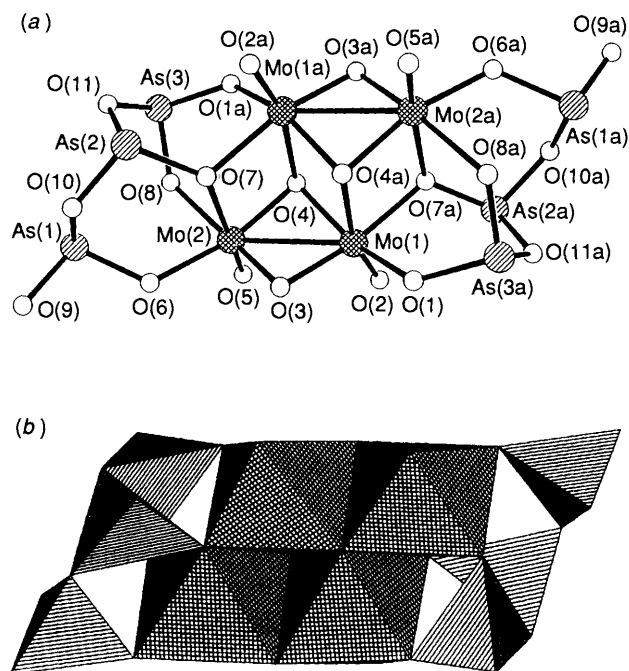 (a)
O(2a)
O(3a)
O(5a)
O(9a)
Mo(1a)
O(6a)
As(3)
O(11)
O(1a)
Mo(2a)
As(1a)
As(2)
O(8a)
O(10)
O(7)
O(4a)
O(10a)
O(8)
O(4)
O(7a)
As(2a)
As(1)
Mo(2)
Mo(1)
O(11a)
O(9)
O(6)
O(5)
O(3)
O(2)
O(1)
As(3a)
(b)